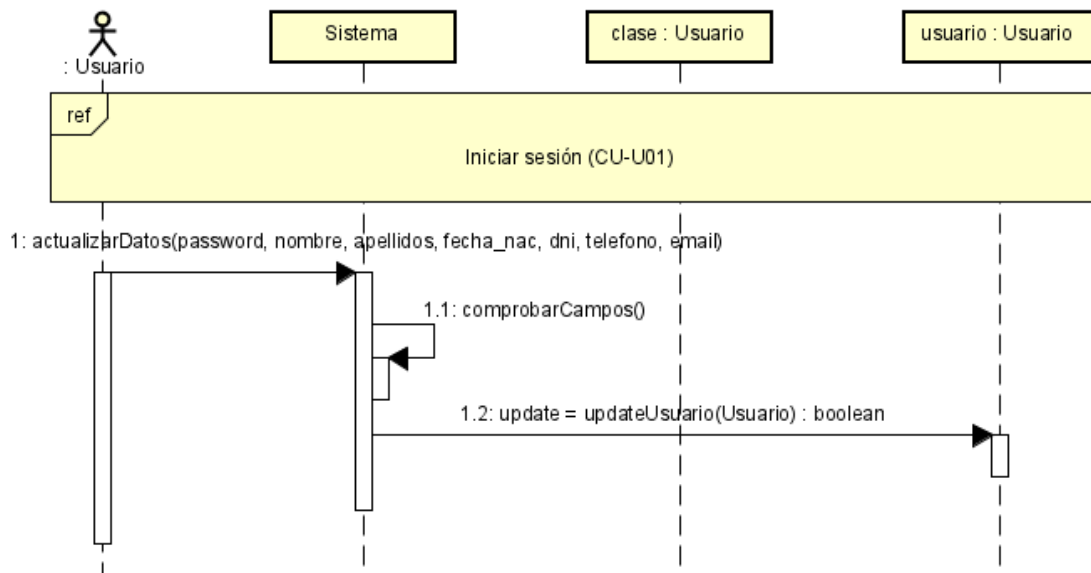 : Usuario
Sistema
clase : Usuario
usuario : Usuario
ref
Iniciar sesión (CU-U01)
1: actualizarDatos(password, nombre, apellidos, fecha_nac, dni, telefono, email)
1.1: comprobarCampos()
1.2: update = updateUsuario(Usuario) : boolean